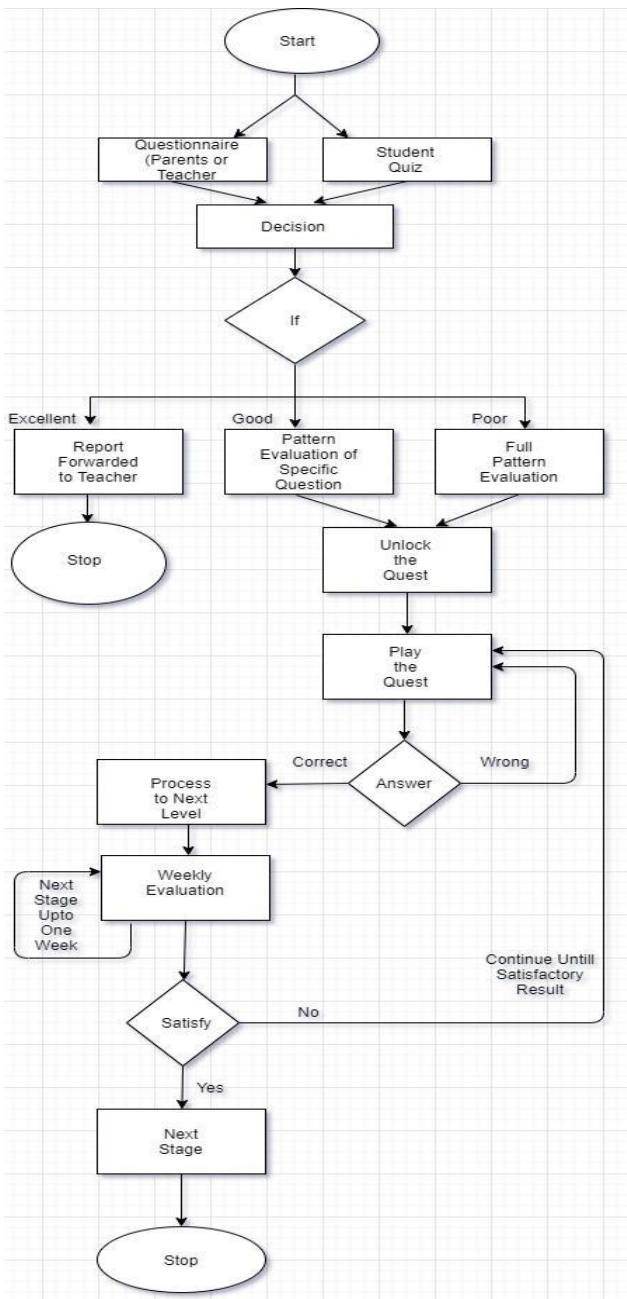 Start
Questionnaire
(Parents or
Teacher
Student
Quiz
Decision
If
Excellent
Good
Poor
Report
Forwarded
to Teacher
Pattern
Evaluation of
Specific
Question
Full
Pattern
Evaluation
Stop
Unlock
the
Quest
Play
the
Quest
Correct
Answer
Wrong
Process
to Next
Level
Weekly
Evaluation
Next
Stage
Upto
One
Week
Continue Untill
Satisfactory
Result
Satisfy
No
Yes
Next
Stage
Stop